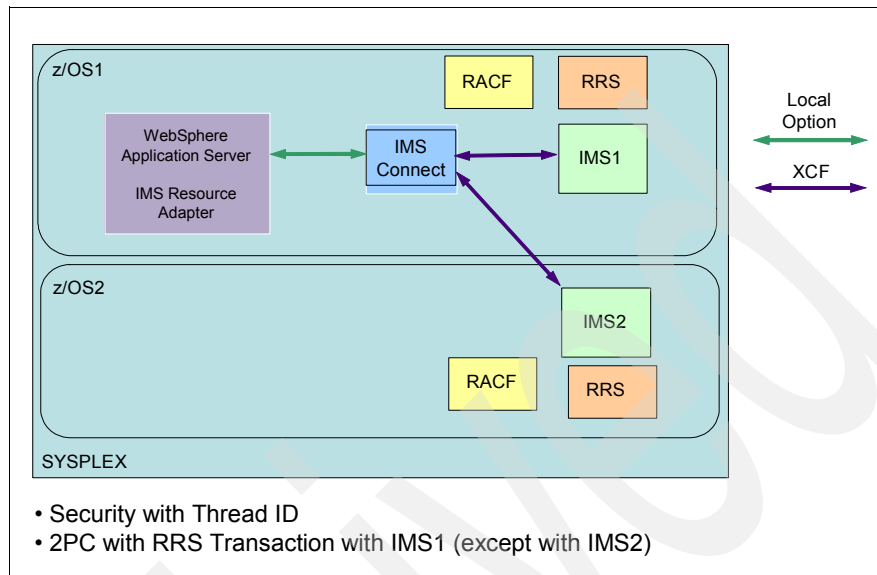 z/OS1
RACF
RRS
WebSphere
Application Server
IMS Resource
Adapter
IMS
Connect
IMS1
Local
Option
XCF
z/OS2
IMS2
RACF
RRS
SYSPLEX
• Security with Thread ID
• 2PC with RRS Transaction with IMS1 (except with IMS2)